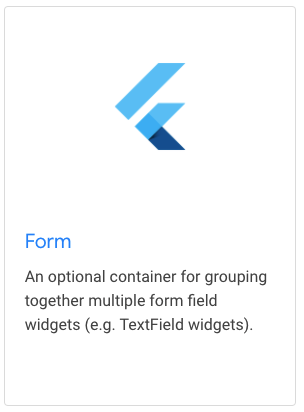 Form
An optional container for grouping
together multiple form field
widgets (e.g. TextField widgets).